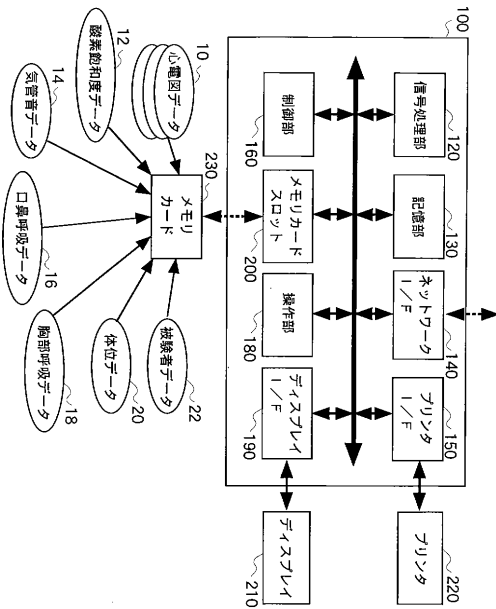 100
信号処理部
120
記憶部
130
ネットワーク
I/F
140
プリンタ
I/F
150
プリンタ
220
制御部
160
メモリカード
スロット
200
操作部
180
ディスプレイ
I/F
190
ディスプレイ
210
メモリ
カード
230
心電図データ
10
酸素飽和度データ
12
気管音データ
14
口鼻呼吸データ
16
胸部呼吸データ
18
体位データ
20
被験者データ
22